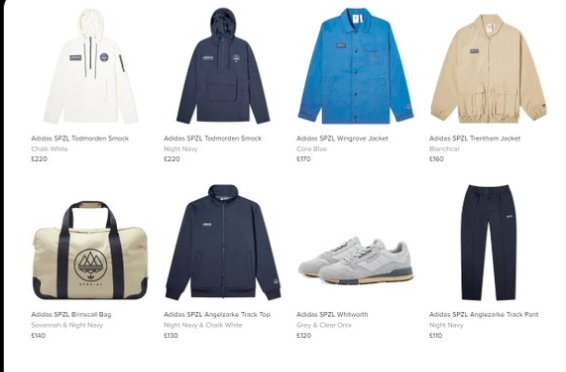 Adidas SPZL Todmorden Smock
Chalk White
£220
Adidas SPZL Todmorden Smock
Night Navy
£220
Adidas SPZL Wingrove Jacket
Core Blue
£170
Adidas SPZL Trentham Jacket
Blanchcar
£160
SPEZIAL
Adidas SPZL Brinscall Bag
Savannah & Night Navy
£140
Adidas SPZL Angelzarke Track Top
Night Navy & Chalk White
£130
Adidas SPZL Whitworth
Grey & Clear Onix
£120
Adidas SPZL Anglezarke Track Pant
Night Navy
£110